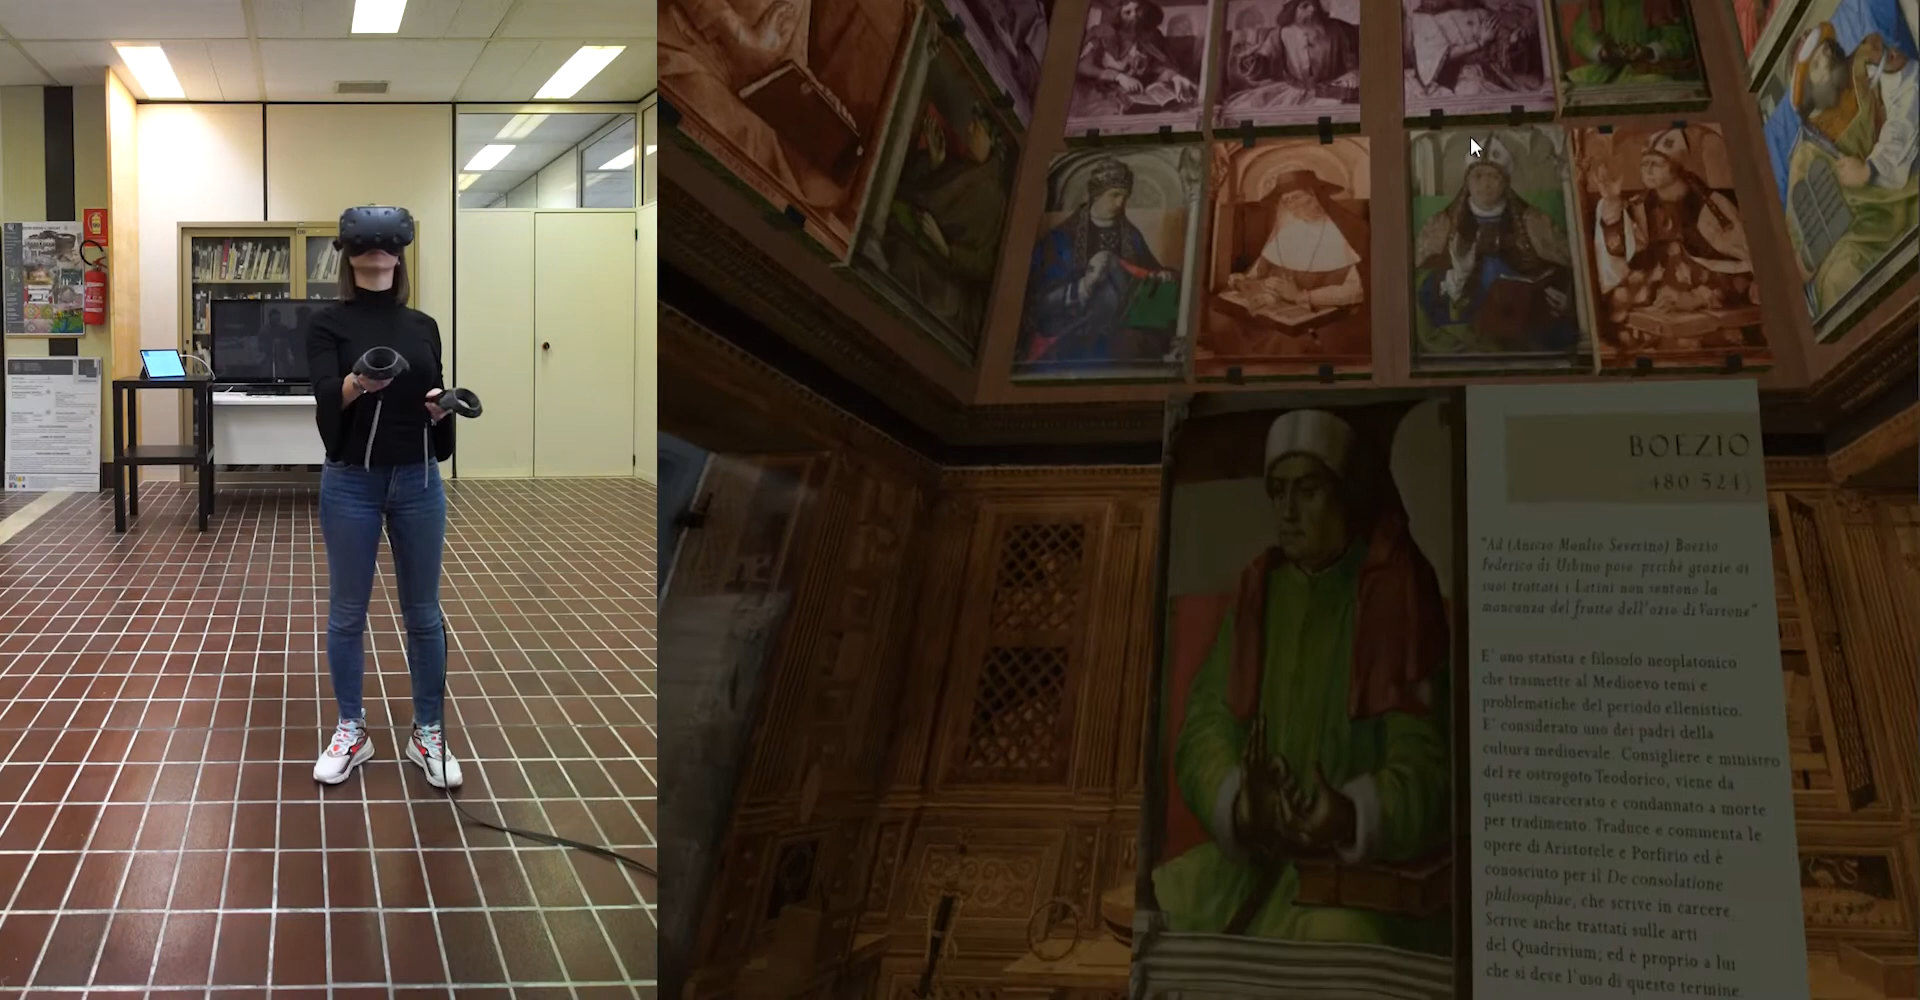 BOEZIO
(480 524)
"Ad (Anicio Manlio Severino) Boezio
Federico di Urbino pose, perchè grazie ai
suoi trattati i Latini non sentono la
mancanza del frutto dell'ozio di Varrone"
E' uno statista e filosofo neoplatonico
che trasmette al Medioevo temi e
problematiche del periodo ellenistico.
E' considerato uno dei padri della
cultura medioevale. Consigliere e ministro
del re ostrogoto Teodorico, viene da
questi incarcerato e condannato a morte
per tradimento. Traduce e commenta le
opere di Aristotele e Porfirio ed è
conosciuto per il De consolatione
philosophiae, che scrive in carcere.
Scrive anche trattati sulle arti
del Quadrivium; ed è proprio a lui
che si deve l'uso di questo termine